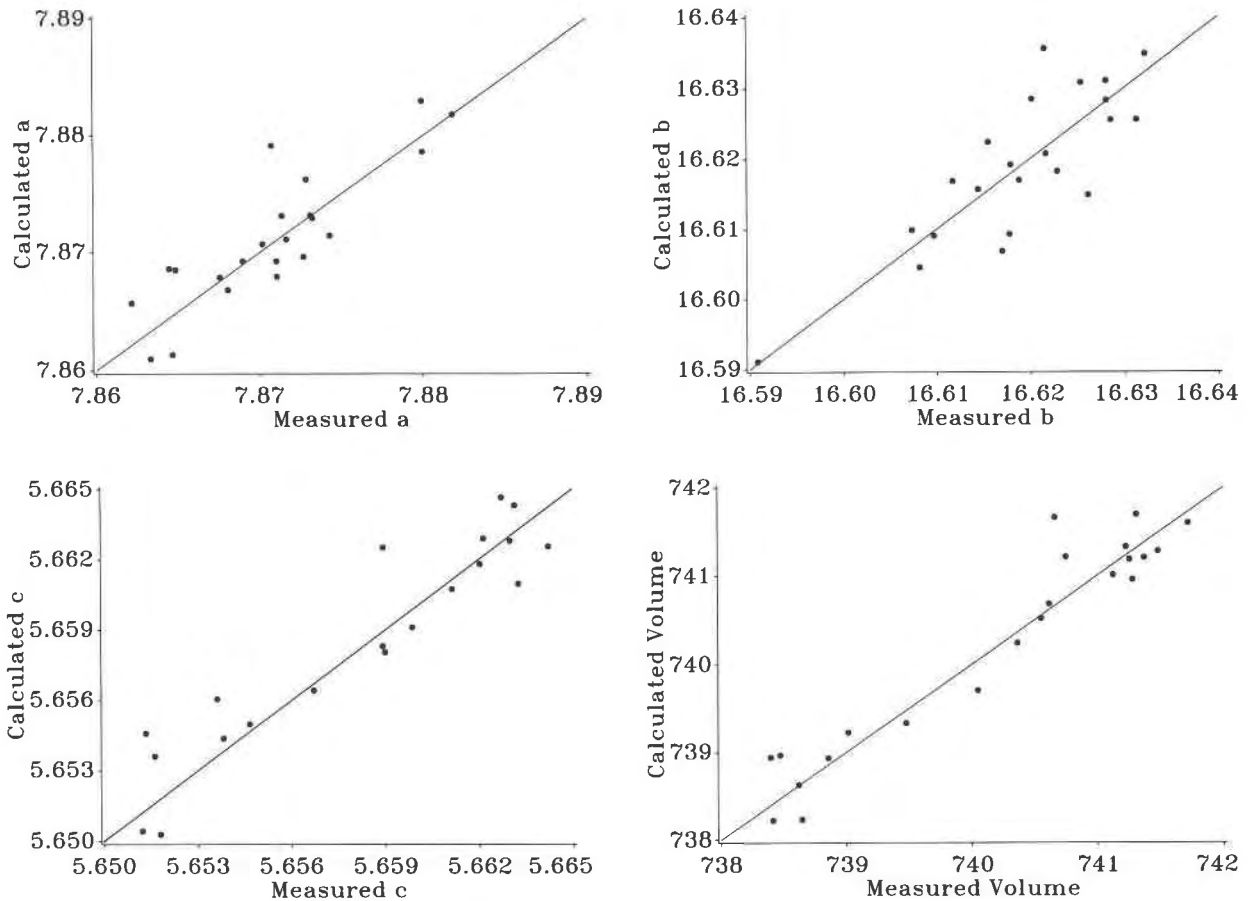 7.89
7.88
7.87
7.86
Calculated a
7.86 7.87 7.88 7.89
Measured a
16.64
16.63
16.62
16.61
16.60
16.59
Calculated b
16.59 16.60 16.61 16.62 16.63 16.64
Measured b
5.665
5.662
5.659
5.656
5.653
5.650
Calculated c
5.650 5.653 5.656 5.659 5.662 5.665
Measured c
742
741
740
739
738
Calculated Volume
738 739 740 741 742
Measured Volume